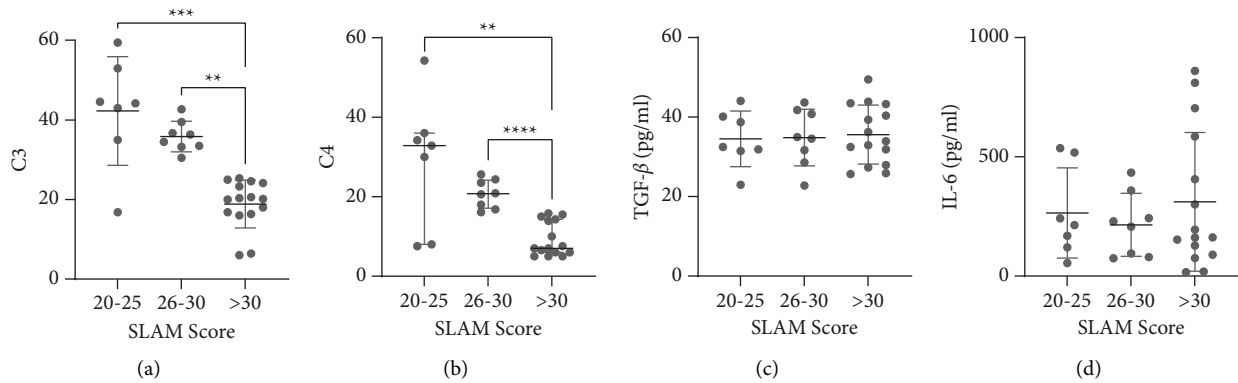 C3
60
40
20
0
***
**
20-25 26-30 >30
SLAM Score
(a)
C4
60
40
20
0
**
****
20-25 26-30 >30
SLAM Score
(b)
TGF-β (pg/ml)
60
40
20
0
20-25 26-30 >30
SLAM Score
(c)
IL-6 (pg/ml)
1000
500
0
20-25 26-30 >30
SLAM Score
(d)